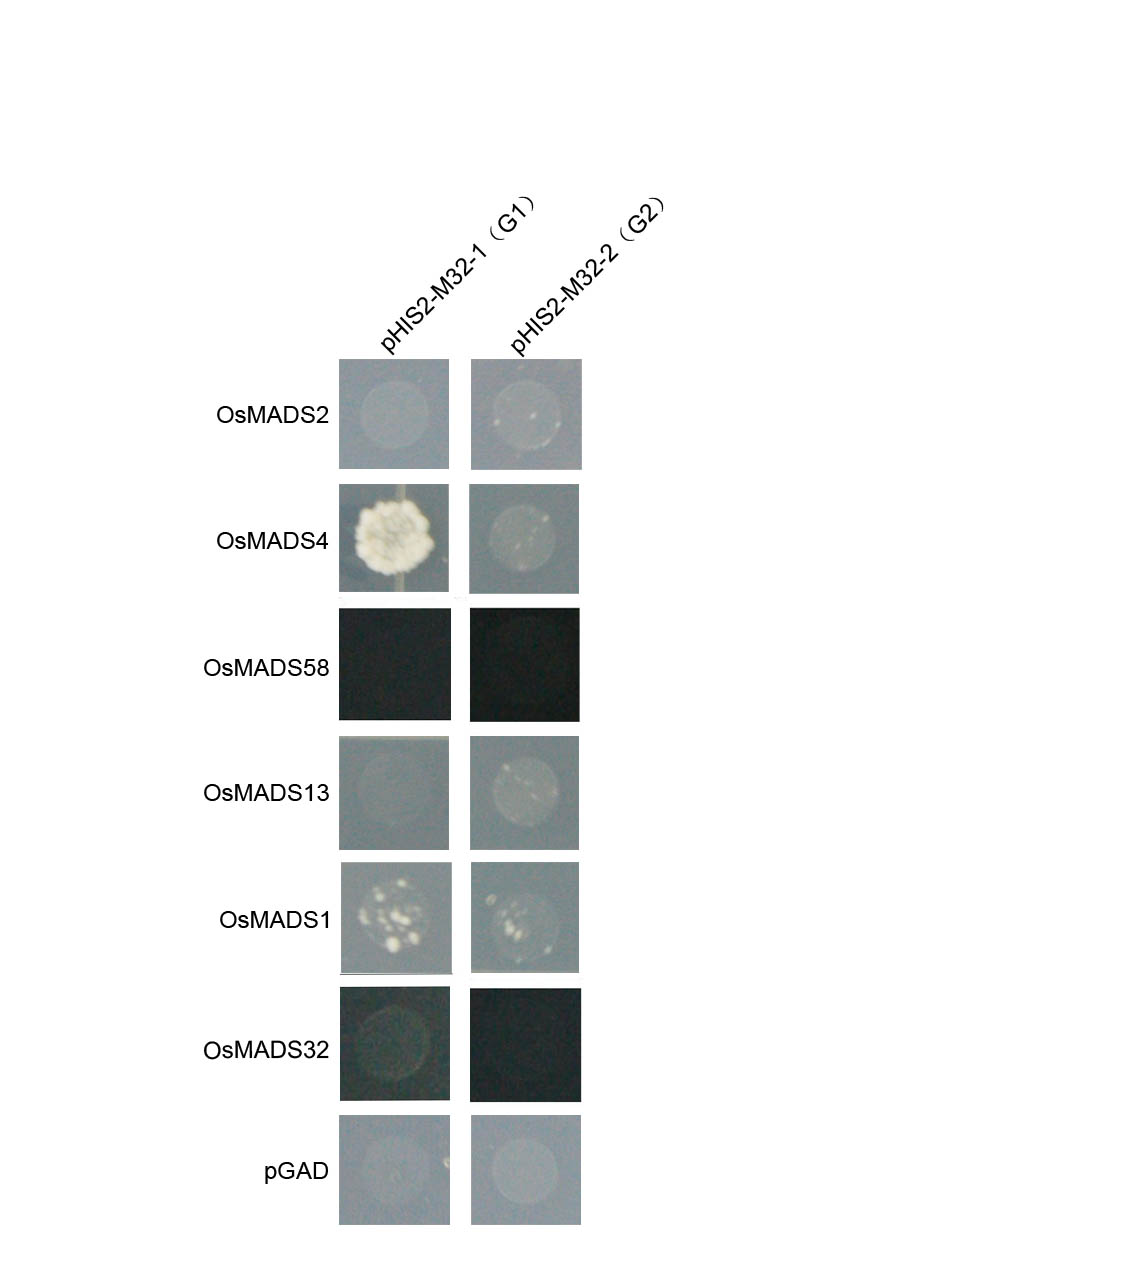 pHIS2-M32-1（G1）
pHIS2-M32-2（G2）
OsMADS2
OsMADS4
OsMADS58
OsMADS13
OsMADS1
OsMADS32
pGAD